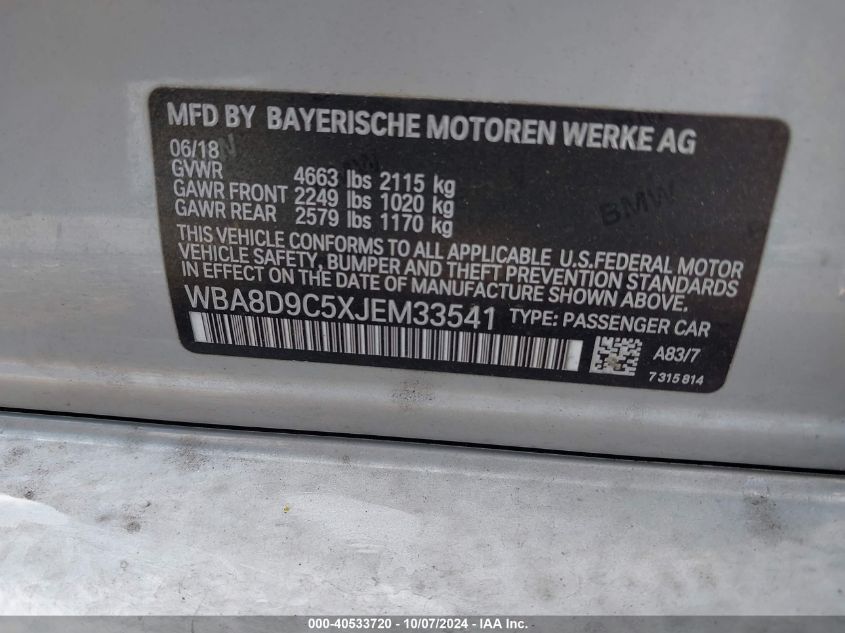 MFD BY BAYERISCHE MOTOREN WERKE AG
06/18
GVWR 4663 lbs 2115 kg
GAWR FRONT 2249 lbs 1020 kg
GAWR REAR 2579 lbs 1170 kg
THIS VEHICLE CONFORMS TO ALL APPLICABLE U.S.FEDERAL MOTOR
VEHICLE SAFETY, BUMPER AND THEFT PREVENTION STANDARDS
IN EFFECT ON THE DATE OF MANUFACTURE SHOWN ABOVE.
WBA8D9C5XJEM33541 TYPE: PASSENGER CAR
A83/7
7315814
BMW
000-40533720 - 10/07/2024 - IAA Inc.